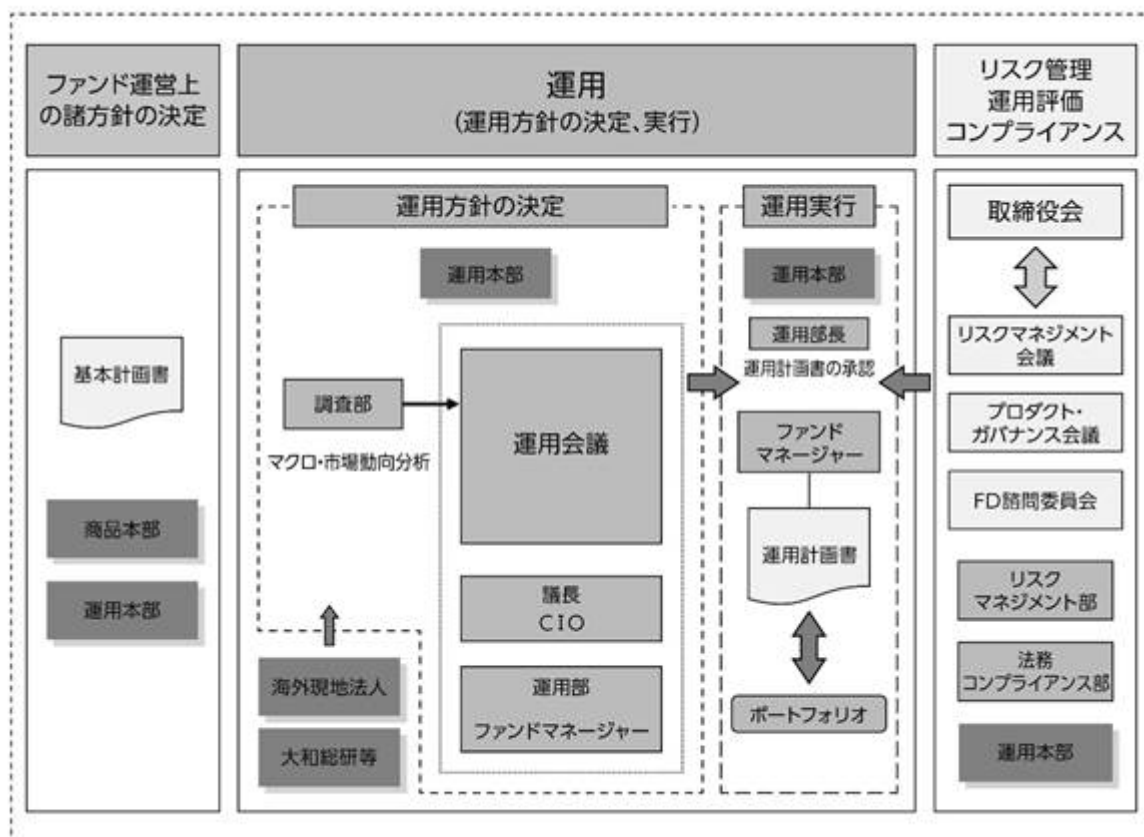 ファンド運営上
の諸方針の決定
運用
(運用方針の決定、実行)
リスク管理
運用評価
コンプライアンス
基本計画書
商品本部
運用本部
運用方針の決定
運用本部
調査部
マクロ・市場動向分析
運用会議
議長
CIO
運用部
ファンドマネージャー
海外現地法人
大和総研等
運用実行
運用本部
運用部長
運用計画書の承認
ファンド
マネージャー
運用計画書
ポートフォリオ
取締役会
リスクマネジメント
会議
プロダクト・
ガバナンス会議
FD諮問委員会
リスク
マネジメント部
法務
コンプライアンス部
運用本部